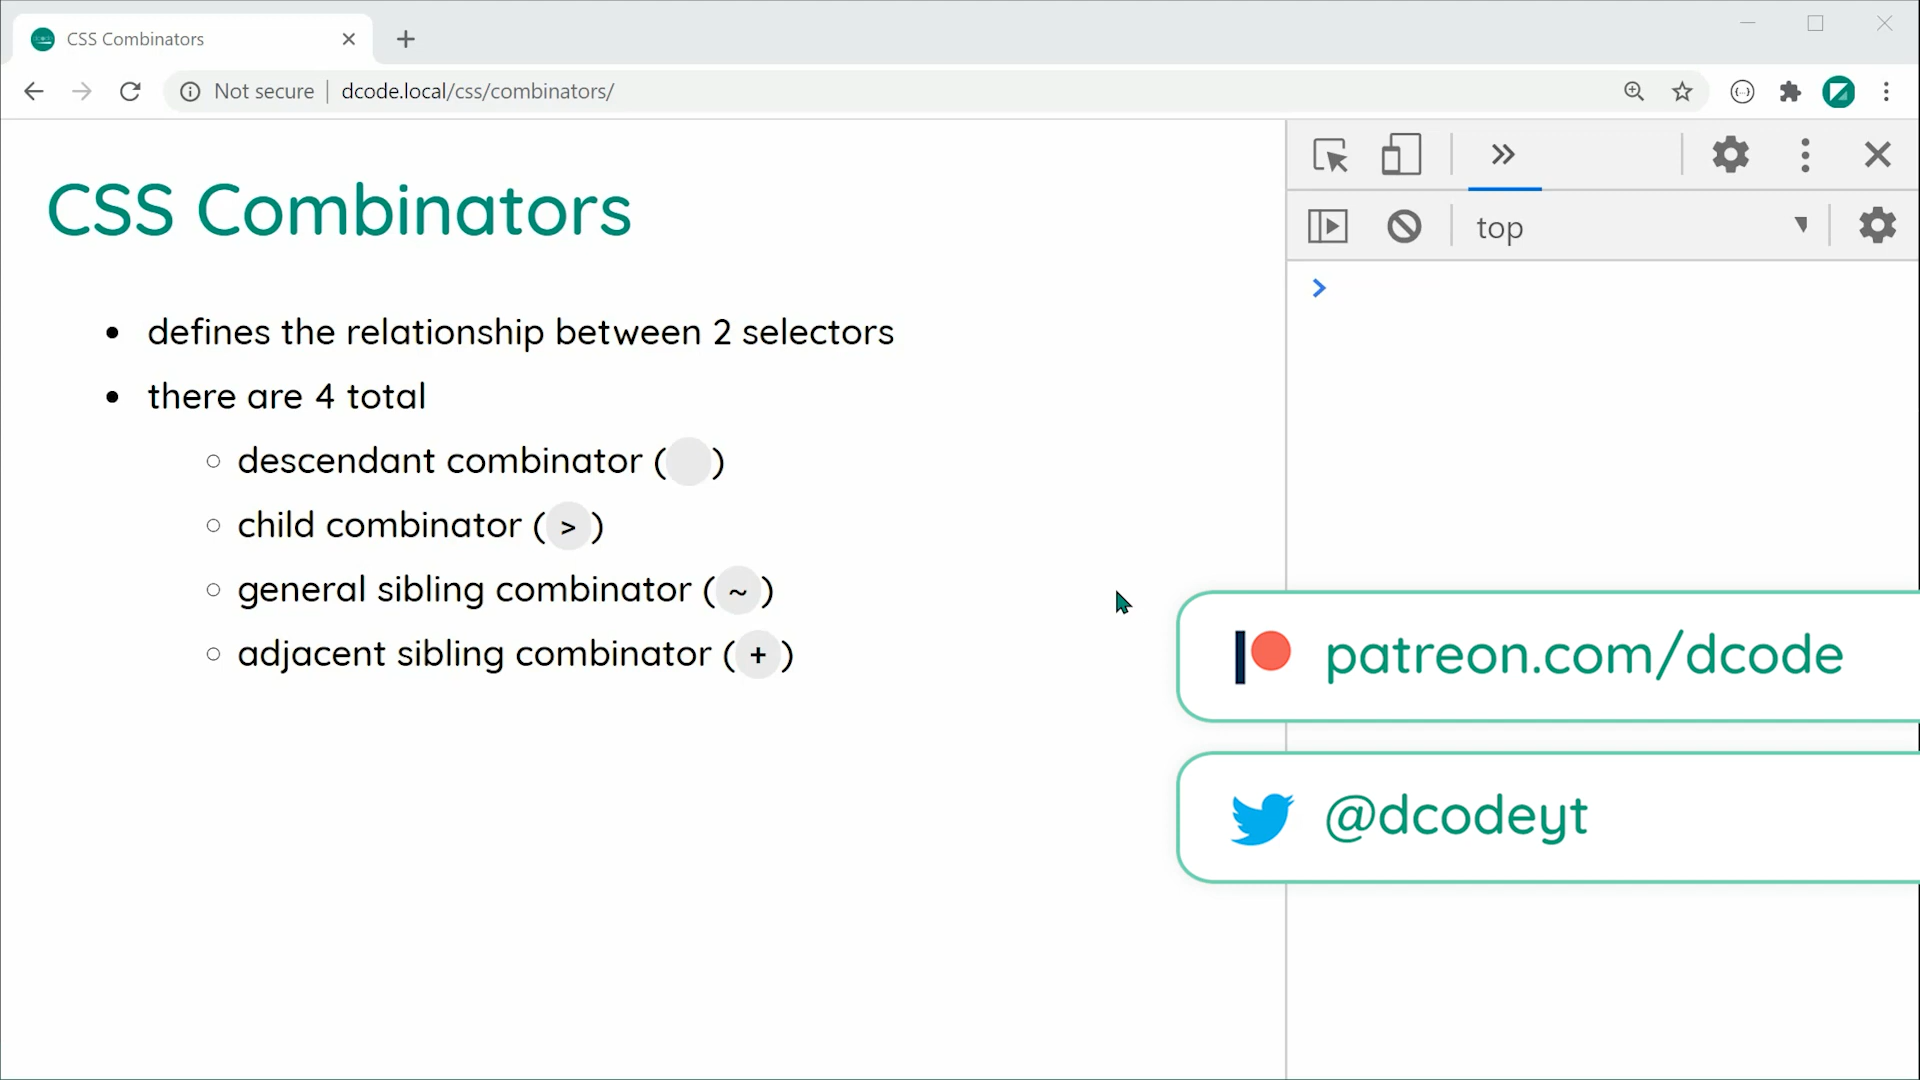 CSS Combinators
Not secure | dcode.local/css/combinators/
CSS Combinators
top
• defines the relationship between 2 selectors
• there are 4 total
○ descendant combinator ( )
○ child combinator ( > )
○ general sibling combinator ( ~ )
○ adjacent sibling combinator ( + )
patreon.com/dcode
@dcodeyt